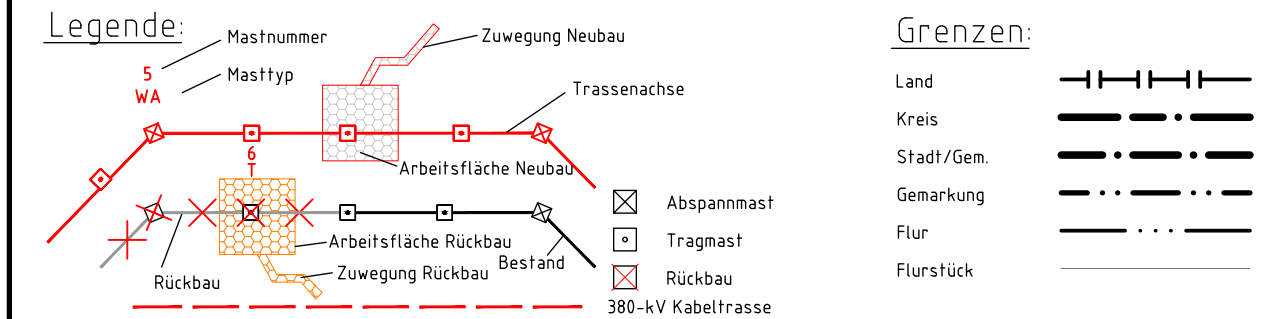 Legende:
Mastnummer
5
Masttyp
WA
Zuwegung Neubau
Trassenachse
6
T
Arbeitsfläche Neubau
Arbeitsfläche Rückbau
Zuwegung Rückbau
Rückbau
Bestand
Abspannmast
Tragmast
Rückbau
380-kV Kabeltrasse
Grenzen:
Land
Kreis
Stadt/Gem.
Gemarkung
Flur
Flurstück